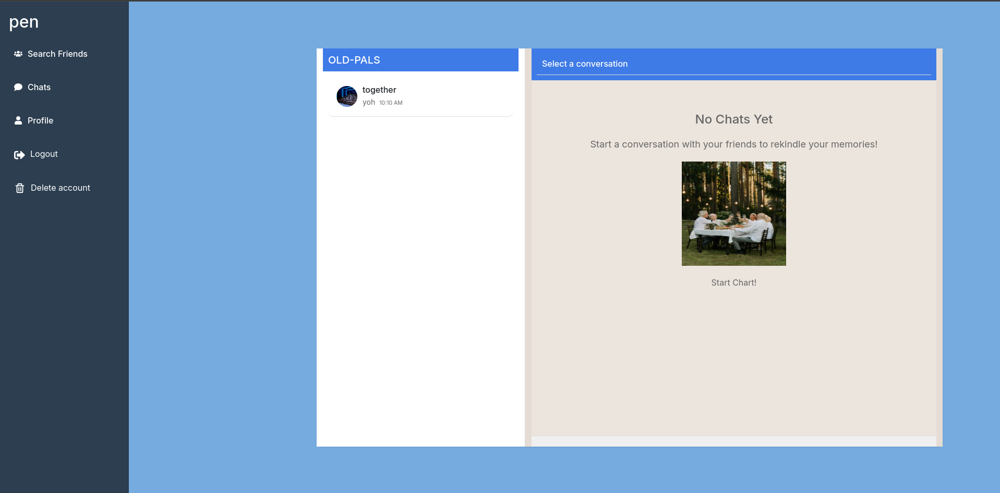 pen
Search Friends
Chats
Profile
Logout
Delete account
OLD-PALS
together
yoh 10:10 AM
Select a conversation
No Chats Yet
Start a conversation with your friends to rekindle your memories!
Start Chart!